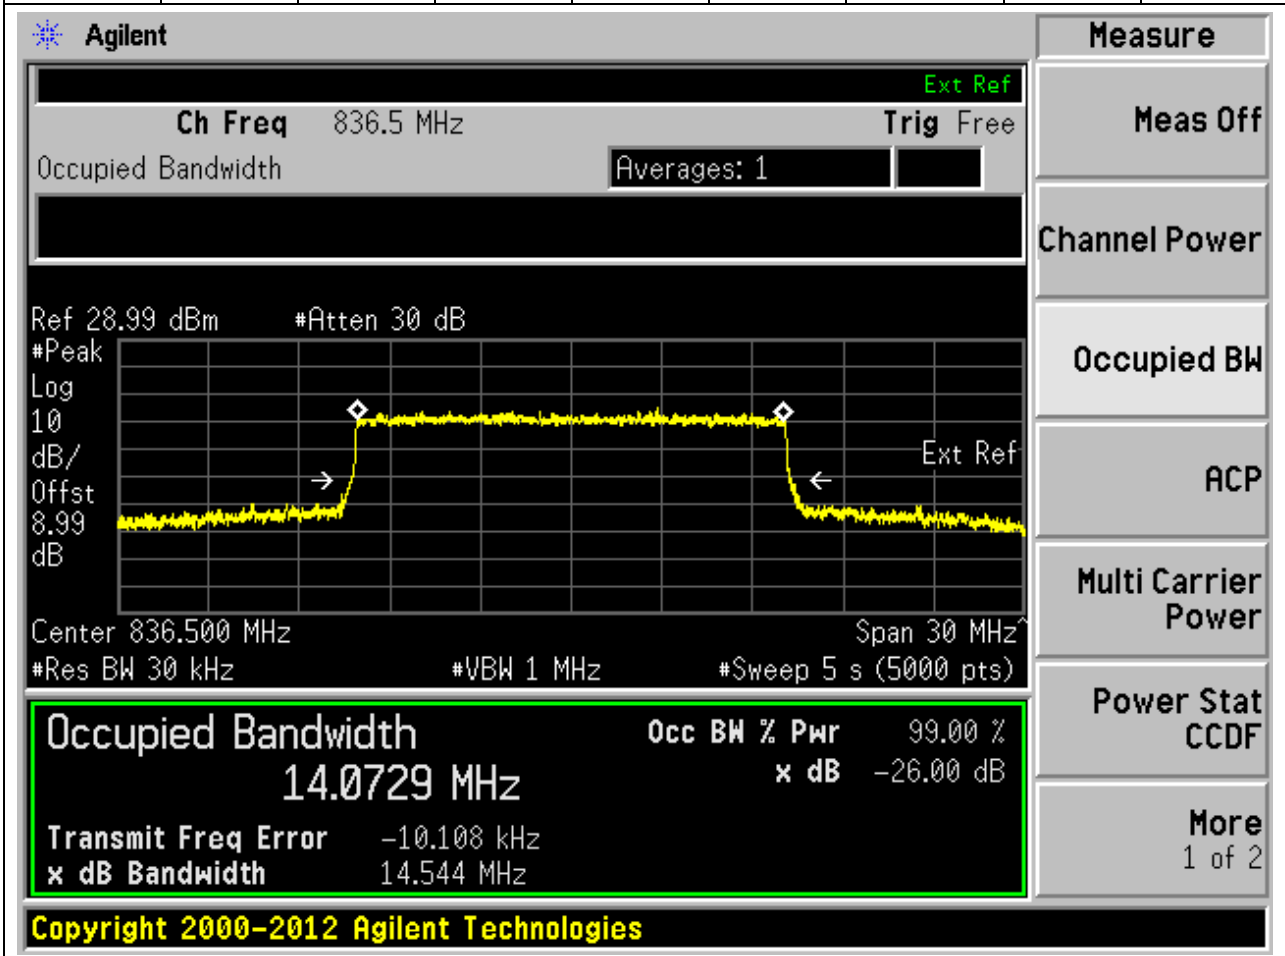 Agilent
Measure
Ext Ref
Ch Freq 836.5 MHz Trig Free
Occupied Bandwidth Averages: 1
Ref 28.99 dBm #Atten 30 dB
#Peak
Log
10
dB/
Offst
8.99
dB
Ext Ref
Center 836.500 MHz Span 30 MHz^
#Res BW 30 kHz #VBW 1 MHz #Sweep 5 s (5000 pts)
Occupied Bandwidth Occ BW % Pwr 99.00 %
14.0729 MHz x dB -26.00 dB
Transmit Freq Error -10.108 kHz
x dB Bandwidth 14.544 MHz
Copyright 2000-2012 Agilent Technologies
Meas Off
Channel Power
Occupied BW
ACP
Multi Carrier
Power
Power Stat
CCDF
More
1 of 2